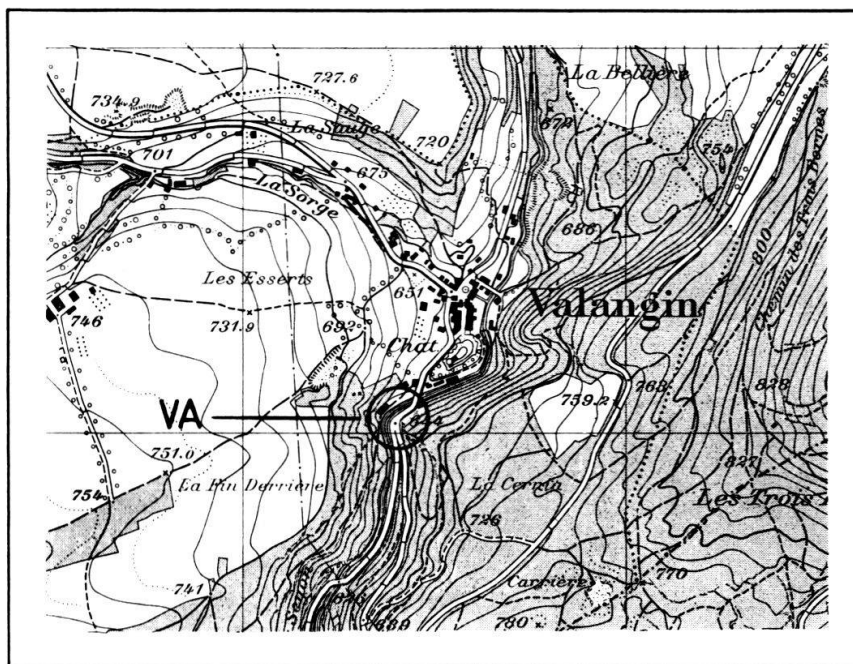 727.6
La Bellière
734.9
672
La Sauge
720
754
701
675
La Sorge
686
800
Chemin des Trois Bornes
Les Esserts
651
Valangin
746
731.9
692
Chat
759.2
763
828
VA
751.0
827
La Pin Derrière
La Cernia
Les Trois
754
726
741
Carrière
770
780